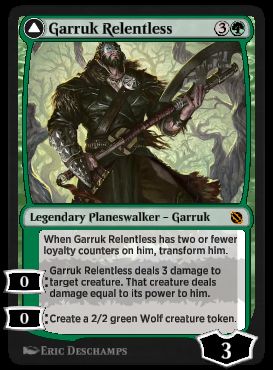 Garruk Relentless 3
Legendary Planeswalker – Garruk
When Garruk Relentless has two or fewer
loyalty counters on him, transform him.
0 Garruk Relentless deals 3 damage to
target creature. That creature deals
damage equal to its power to him.
0 Create a 2/2 green Wolf creature token.
Eric Deschamps 3